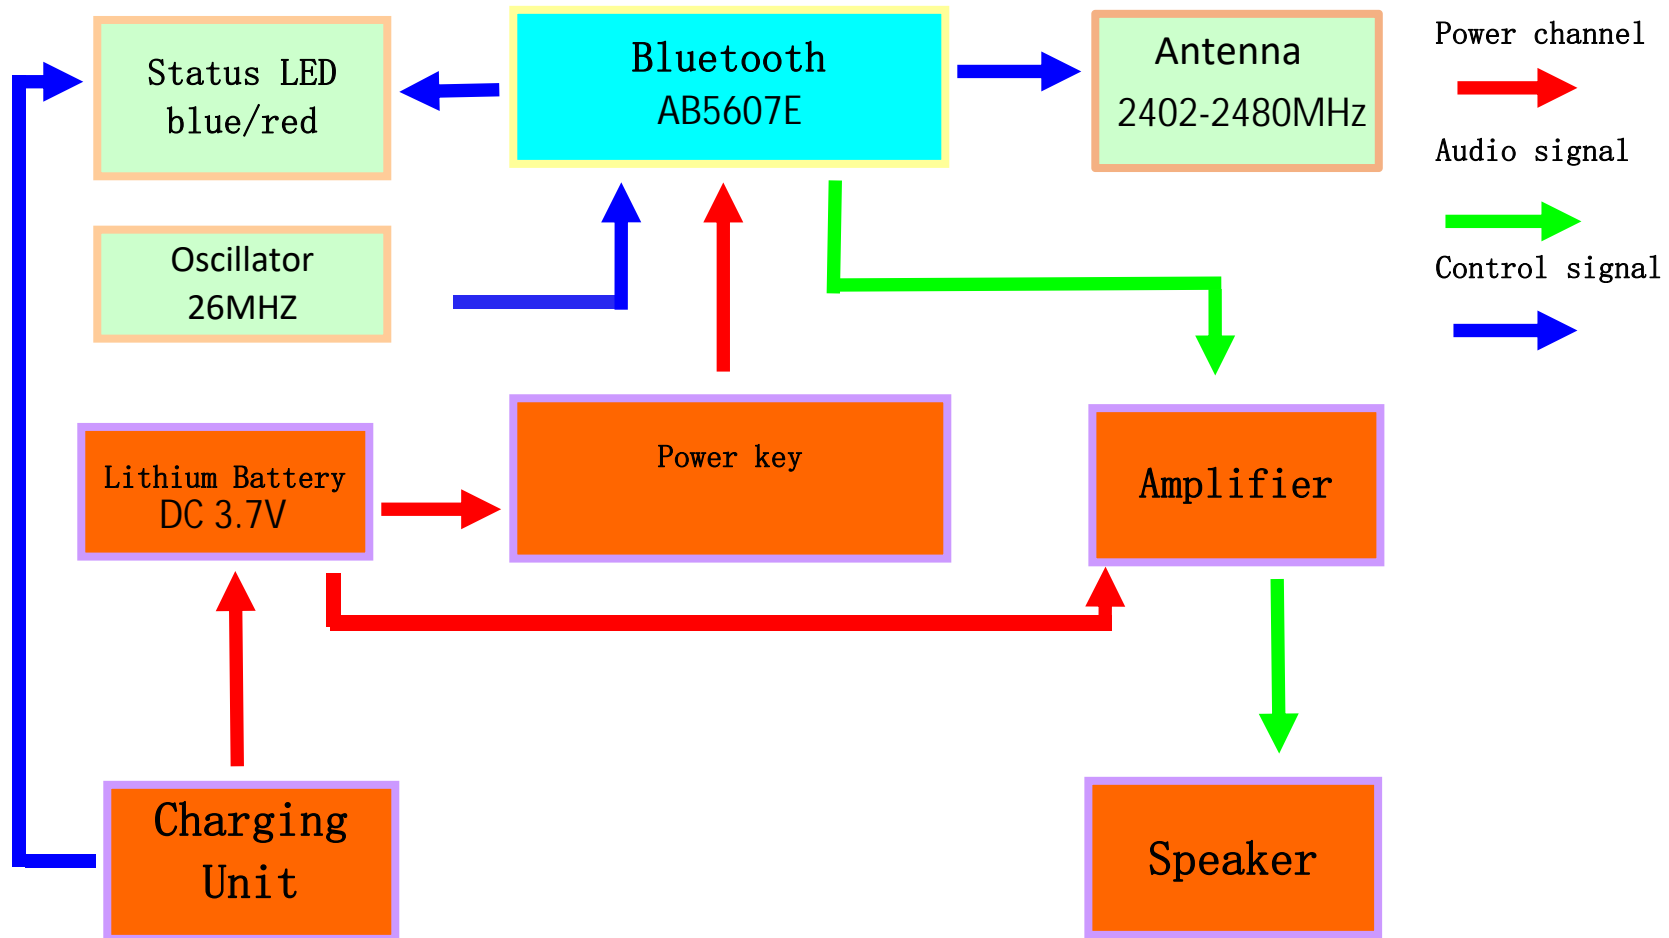 Status LED
blue/red
Bluetooth
AB5607E
Antenna
2402-2480MHz
Power channel
Audio signal
Control signal
Oscillator
26MHZ
Lithium Battery
DC 3.7V
Power key
Amplifier
Charging
Unit
Speaker